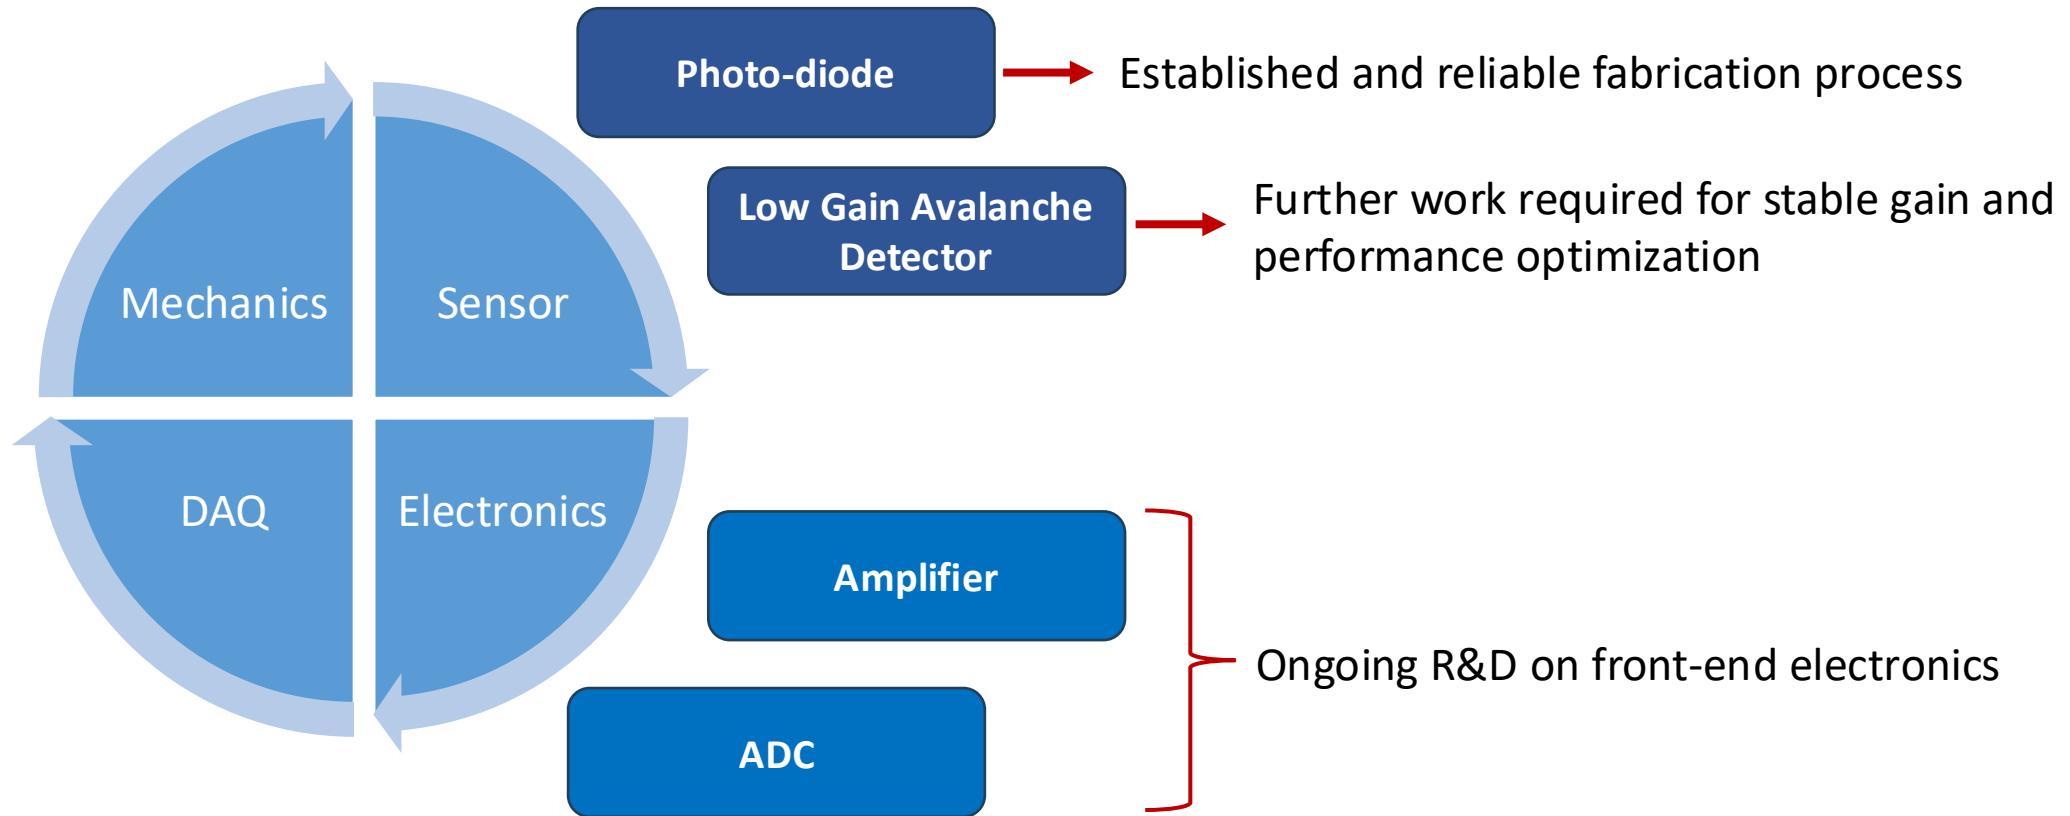 Photo-diode
Established and reliable fabrication process
Low Gain Avalanche
Detector
Further work required for stable gain and
performance optimization
Mechanics
Sensor
DAQ
Electronics
Amplifier
ADC
Ongoing R&D on front-end electronics